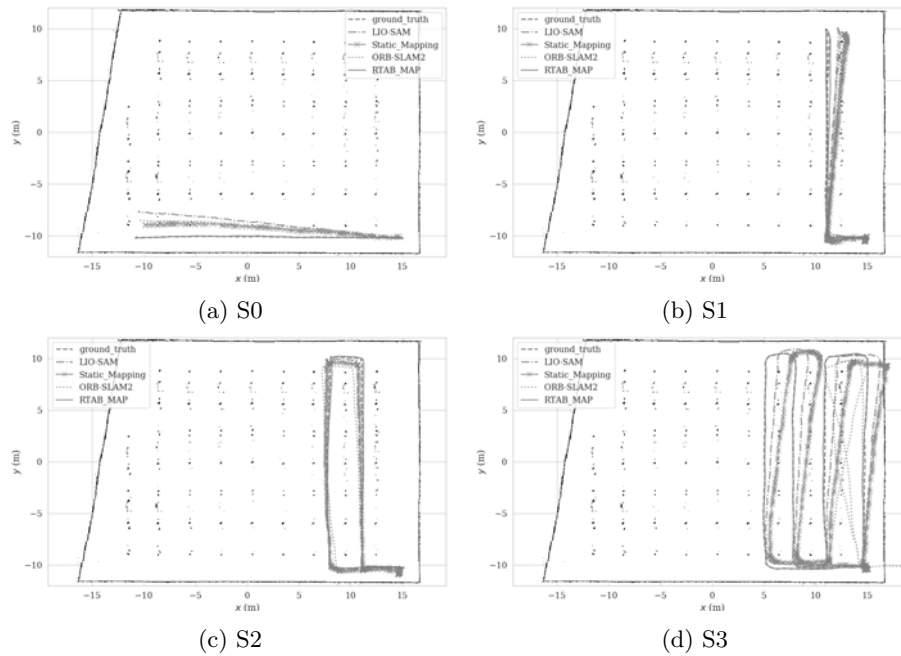 10
5
0
−5
−10
y (m)
−15
−10
−5
0
5
10
15
x (m)
ground_truth
LIO-SAM
Static_Mapping
ORB-SLAM2
RTAB_MAP
(a) S0
10
5
0
−5
−10
y (m)
−15
−10
−5
0
5
10
15
x (m)
ground_truth
LIO-SAM
Static_Mapping
ORB-SLAM2
RTAB_MAP
(b) S1
10
5
0
−5
−10
y (m)
−15
−10
−5
0
5
10
15
x (m)
ground_truth
LIO-SAM
Static_Mapping
ORB-SLAM2
RTAB_MAP
(c) S2
10
5
0
−5
−10
y (m)
−15
−10
−5
0
5
10
15
x (m)
ground_truth
LIO-SAM
Static_Mapping
ORB-SLAM2
RTAB_MAP
(d) S3